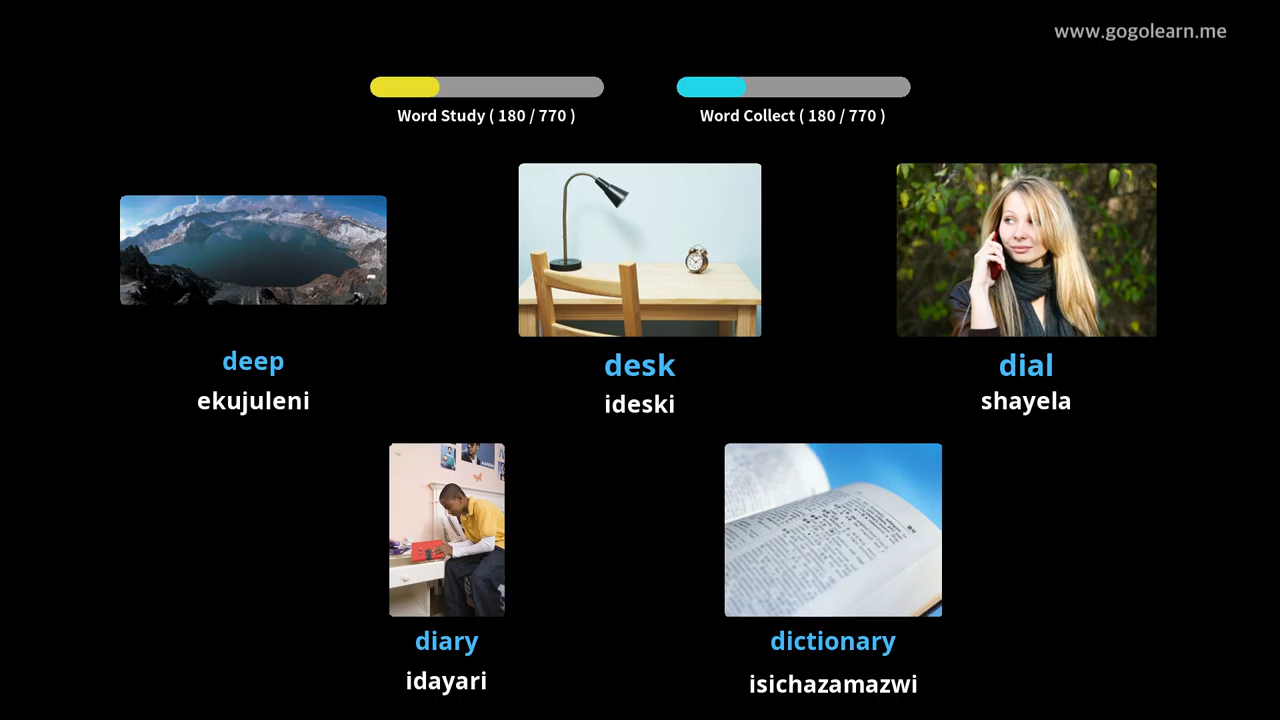 www.gogolearn.me
Word Study ( 180 / 770 )
Word Collect ( 180 / 770 )
deep
ekujuleni
desk
ideski
dial
shayela
diary
idayari
dictionary
isichazamazwi